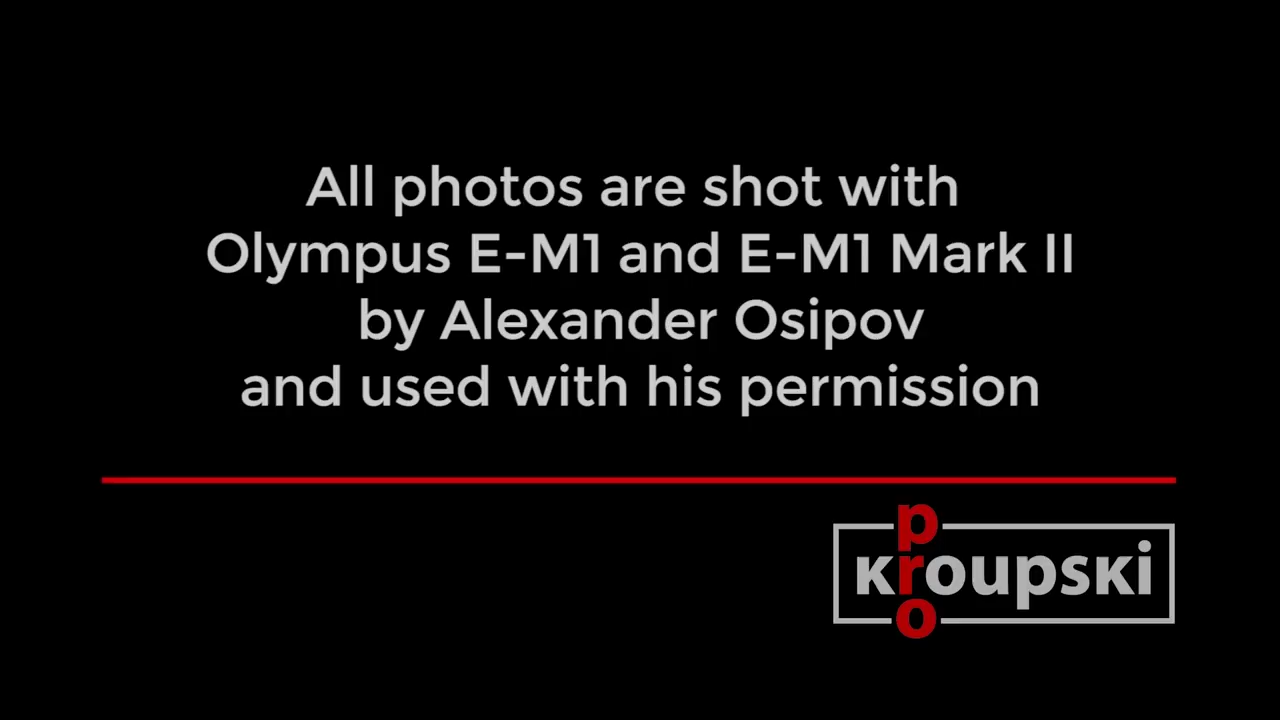 All photos are shot with
Olympus E-M1 and E-M1 Mark II
by Alexander Osipov
and used with his permission
pro
kroupski